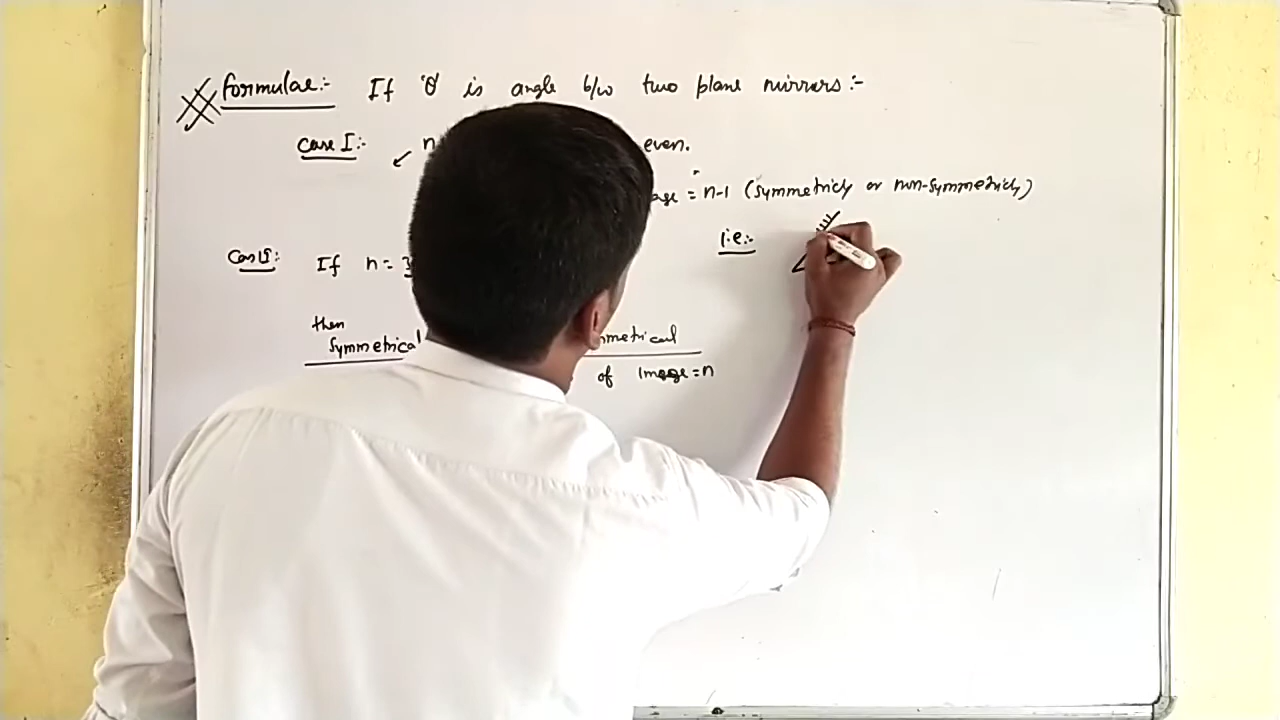 Formulae:- If 'θ' is angle b/w two plane mirrors:-
Case I:- n even.
age = n-1 (symmetricly or non-symmetricly)
i.e:-
Case II: If n = 3
then
symmetrical mmetrical
of Image = n